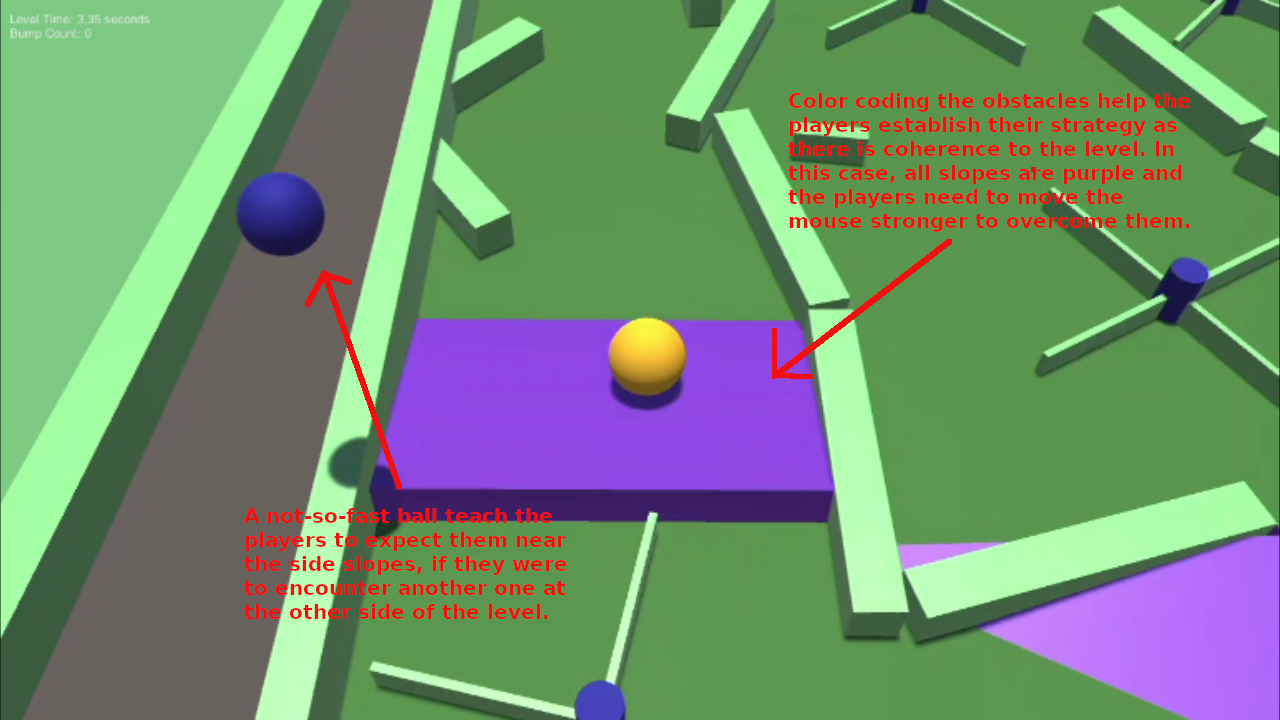 Level Time: 3,35 seconds
Bump Count: 0
Color coding the obstacles help the
players establish their strategy as
there is coherence to the level. In
this case, all slopes are purple and
the players need to move the
mouse stronger to overcome them.
A not-so-fast ball teach the
players to expect them near
the side slopes, if they were
to encounter another one at
the other side of the level.